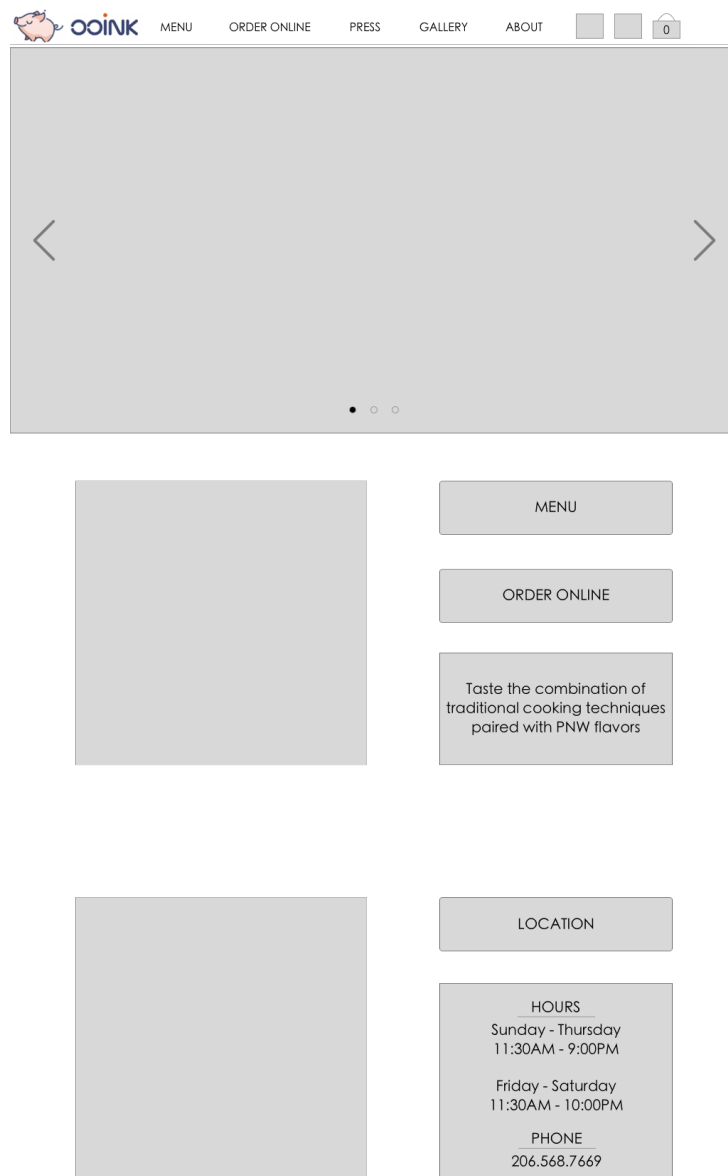 OOiNK
MENU
ORDER ONLINE
PRESS
GALLERY
ABOUT
0
MENU
ORDER ONLINE
Taste the combination of
traditional cooking techniques
paired with PNW flavors
LOCATION
HOURS
Sunday - Thursday
11:30AM - 9:00PM
Friday - Saturday
11:30AM - 10:00PM
PHONE
206.568.7669